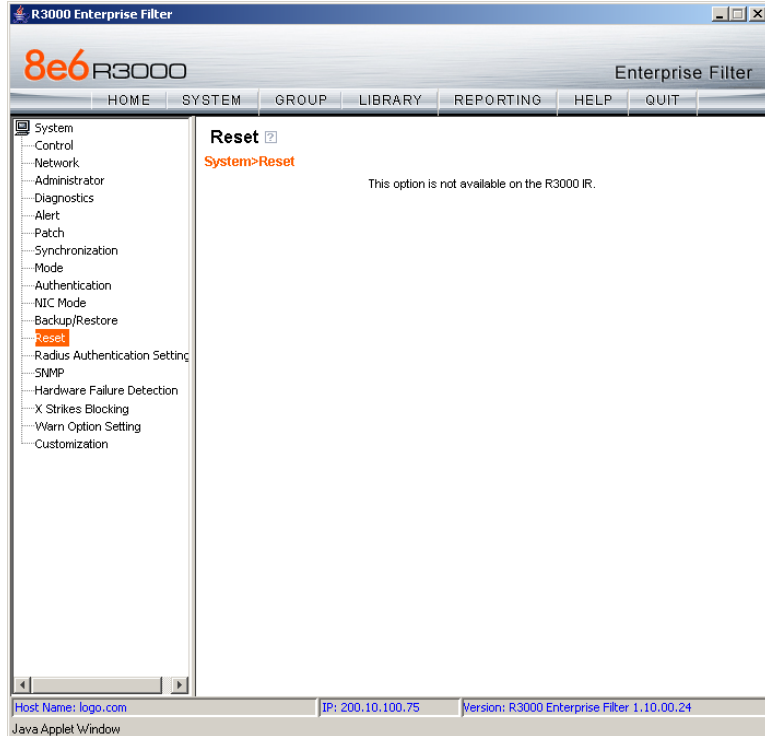 R3000 Enterprise Filter
8e6 R3000
Enterprise Filter
HOME SYSTEM GROUP LIBRARY REPORTING HELP QUIT
System
Control
Network
Administrator
Diagnostics
Alert
Patch
Synchronization
Mode
Authentication
NIC Mode
Backup/Restore
Reset
Radius Authentication Setting
SNMP
Hardware Failure Detection
X Strikes Blocking
Warn Option Setting
Customization
Reset ?
System>Reset
This option is not available on the R3000 IR.
Host Name: logo.com IP: 200.10.100.75 Version: R3000 Enterprise Filter 1.10.00.24
Java Applet Window